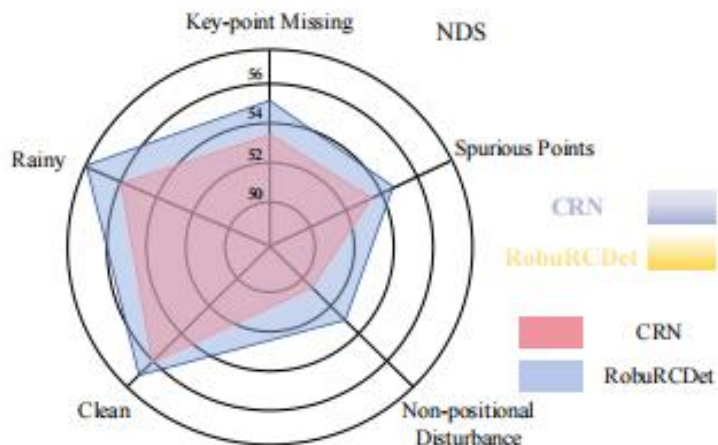 Key-point Missing
NDS
56
54
52
50
Rainy
Spurious Points
CRN
RobuRCDet
CRN
RobuRCDet
Clean
Non-positional
Disturbance